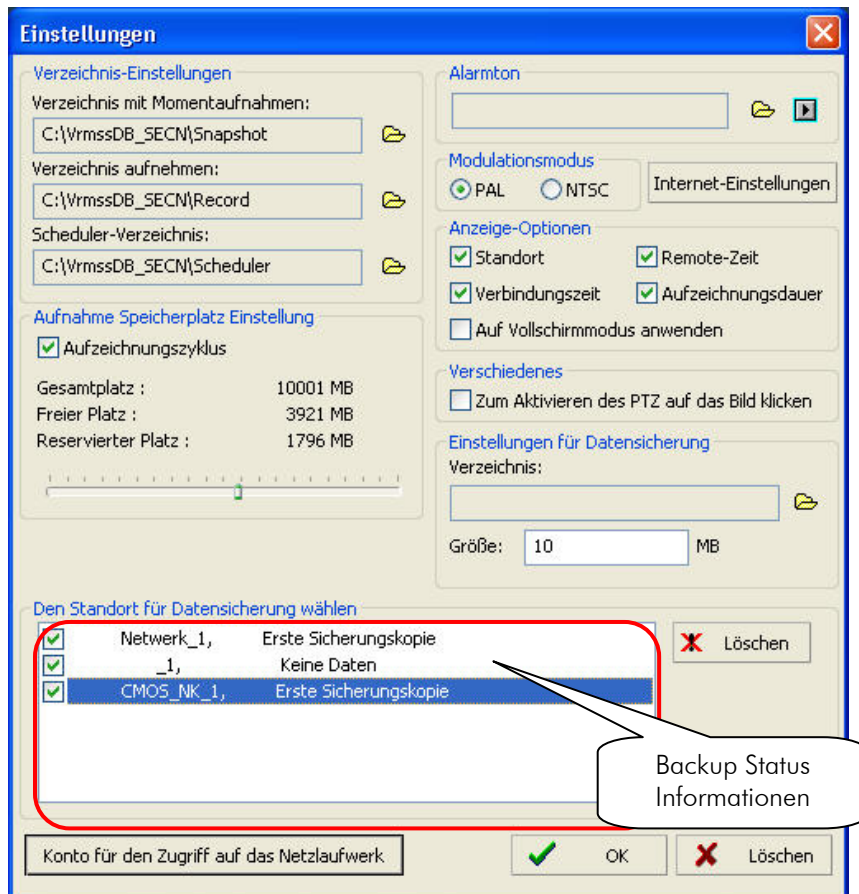 Einstellungen
Verzeichnis-Einstellungen
Verzeichnis mit Momentaufnahmen:
C:\VrmssDB_SECN\Snapshot
Verzeichnis aufnehmen:
C:\VrmssDB_SECN\Record
Scheduler-Verzeichnis:
C:\VrmssDB_SECN\Scheduler
Aufnahme Speicherplatz Einstellung
Aufzeichnungszyklus
Gesamtplatz : 10001 MB
Freier Platz : 3921 MB
Reservierter Platz : 1796 MB
Alarmton
Modulationsmodus
PAL NTSC
Internet-Einstellungen
Anzeige-Optionen
Standort Remote-Zeit
Verbindungszeit Aufzeichnungsdauer
Auf Vollschirmmodus anwenden
Verschiedenes
Zum Aktivieren des PTZ auf das Bild klicken
Einstellungen für Datensicherung
Verzeichnis:
Größe: 10 MB
Den Standort für Datensicherung wählen
Netwerk_1, Erste Sicherungskopie
_1, Keine Daten
CMOS_NK_1, Erste Sicherungskopie
Löschen
Backup Status
Informationen
Konto für den Zugriff auf das Netzlaufwerk OK Löschen